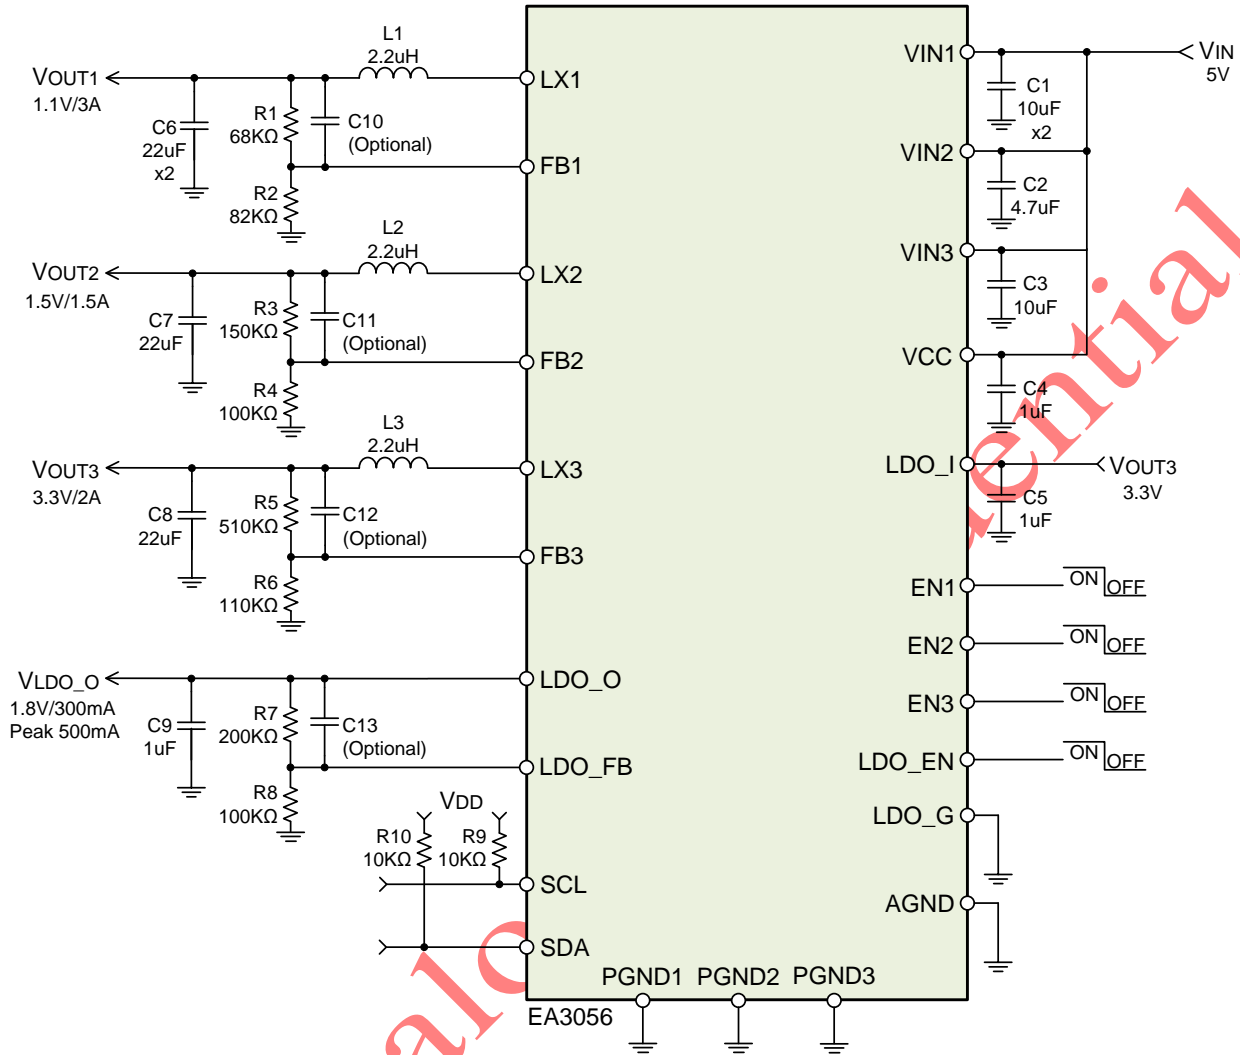 L1
2.2uH
VOUT1
1.1V/3A
LX1
C6
22uF
x2
R1
68KΩ
C10
(Optional)
FB1
R2
82KΩ
L2
2.2uH
VOUT2
1.5V/1.5A
LX2
C7
22uF
R3
150KΩ
C11
(Optional)
FB2
R4
100KΩ
L3
2.2uH
VOUT3
3.3V/2A
LX3
C8
22uF
R5
510KΩ
C12
(Optional)
FB3
R6
110KΩ
VLDO_O
1.8V/300mA
Peak 500mA
LDO_O
C9
1uF
R7
200KΩ
C13
(Optional)
LDO_FB
R8
100KΩ
VDD
R10
10KΩ
R9
10KΩ
SCL
SDA
VIN1
VIN
5V
C1
10uF
x2
VIN2
C2
4.7uF
VIN3
C3
10uF
VCC
C4
1uF
LDO_I
VOUT3
3.3V
C5
1uF
EN1
ON
OFF
EN2
ON
OFF
EN3
ON
OFF
LDO_EN
ON
OFF
LDO_G
AGND
PGND1
PGND2
PGND3
EA3056